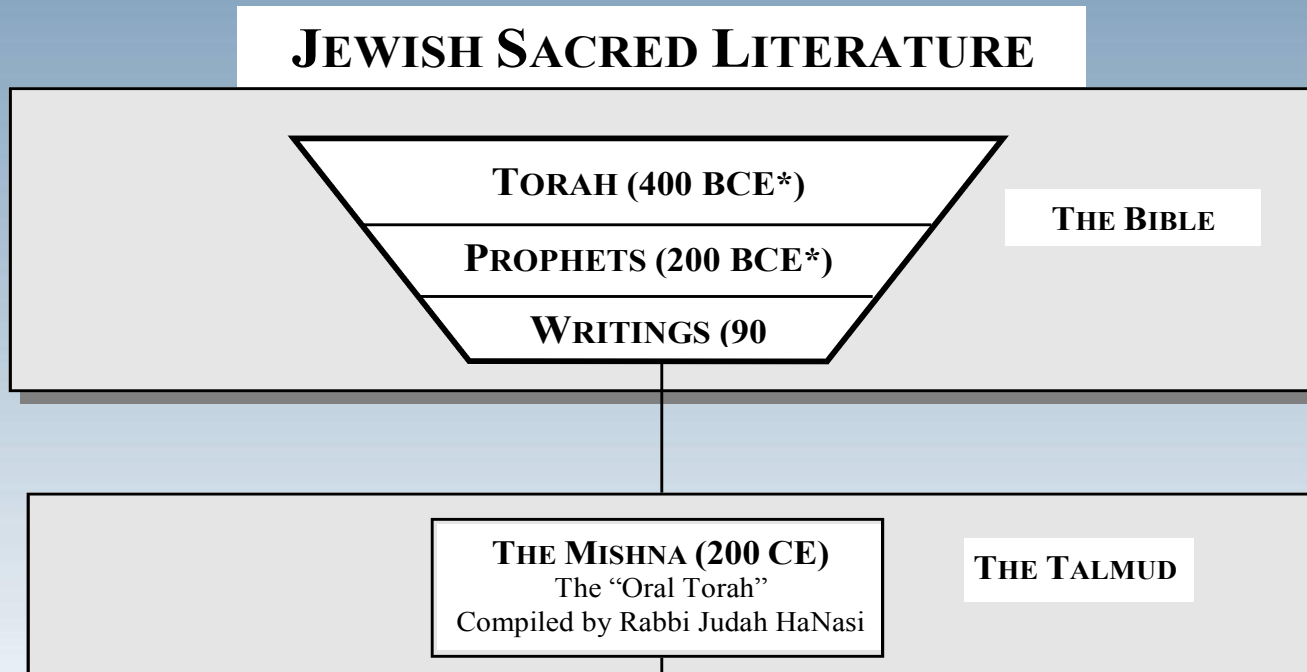 JEWISH SACRED LITERATURE
TORAH (400 BCE*)
THE BIBLE
PROPHETS (200 BCE*)
WRITINGS (90
THE MISHNA (200 CE)
The “Oral Torah”
Compiled by Rabbi Judah HaNasi
THE TALMUD